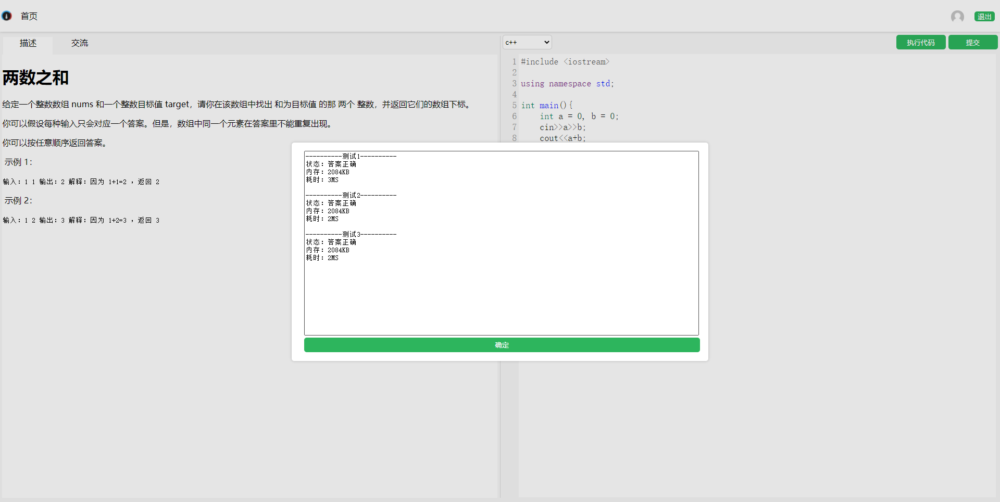 首页
退出
描述
交流
两数之和
给定一个整数数组 nums 和一个整数目标值 target，请你在该数组中找出 和为目标值 的那 两个 整数，并返回它们的数组下标。
你可以假设每种输入只会对应一个答案。但是，数组中同一个元素在答案里不能重复出现。
你可以按任意顺序返回答案。
示例 1：
输入：1 1 输出：2 解释：因为 1+1=2 ，返回 2
示例 2：
输入：1 2 输出：3 解释：因为 1+2=3 ，返回 3
c++
执行代码
提交
1 #include <iostream>
2
3 using namespace std;
4
5 int main(){
6     int a = 0, b = 0;
7     cin>>a>>b;
8     cout<<a+b;
----------测试1----------
状态：答案正确
内存：2084KB
耗时：3MS
----------测试2----------
状态：答案正确
内存：2084KB
耗时：2MS
----------测试3----------
状态：答案正确
内存：2084KB
耗时：2MS
确定